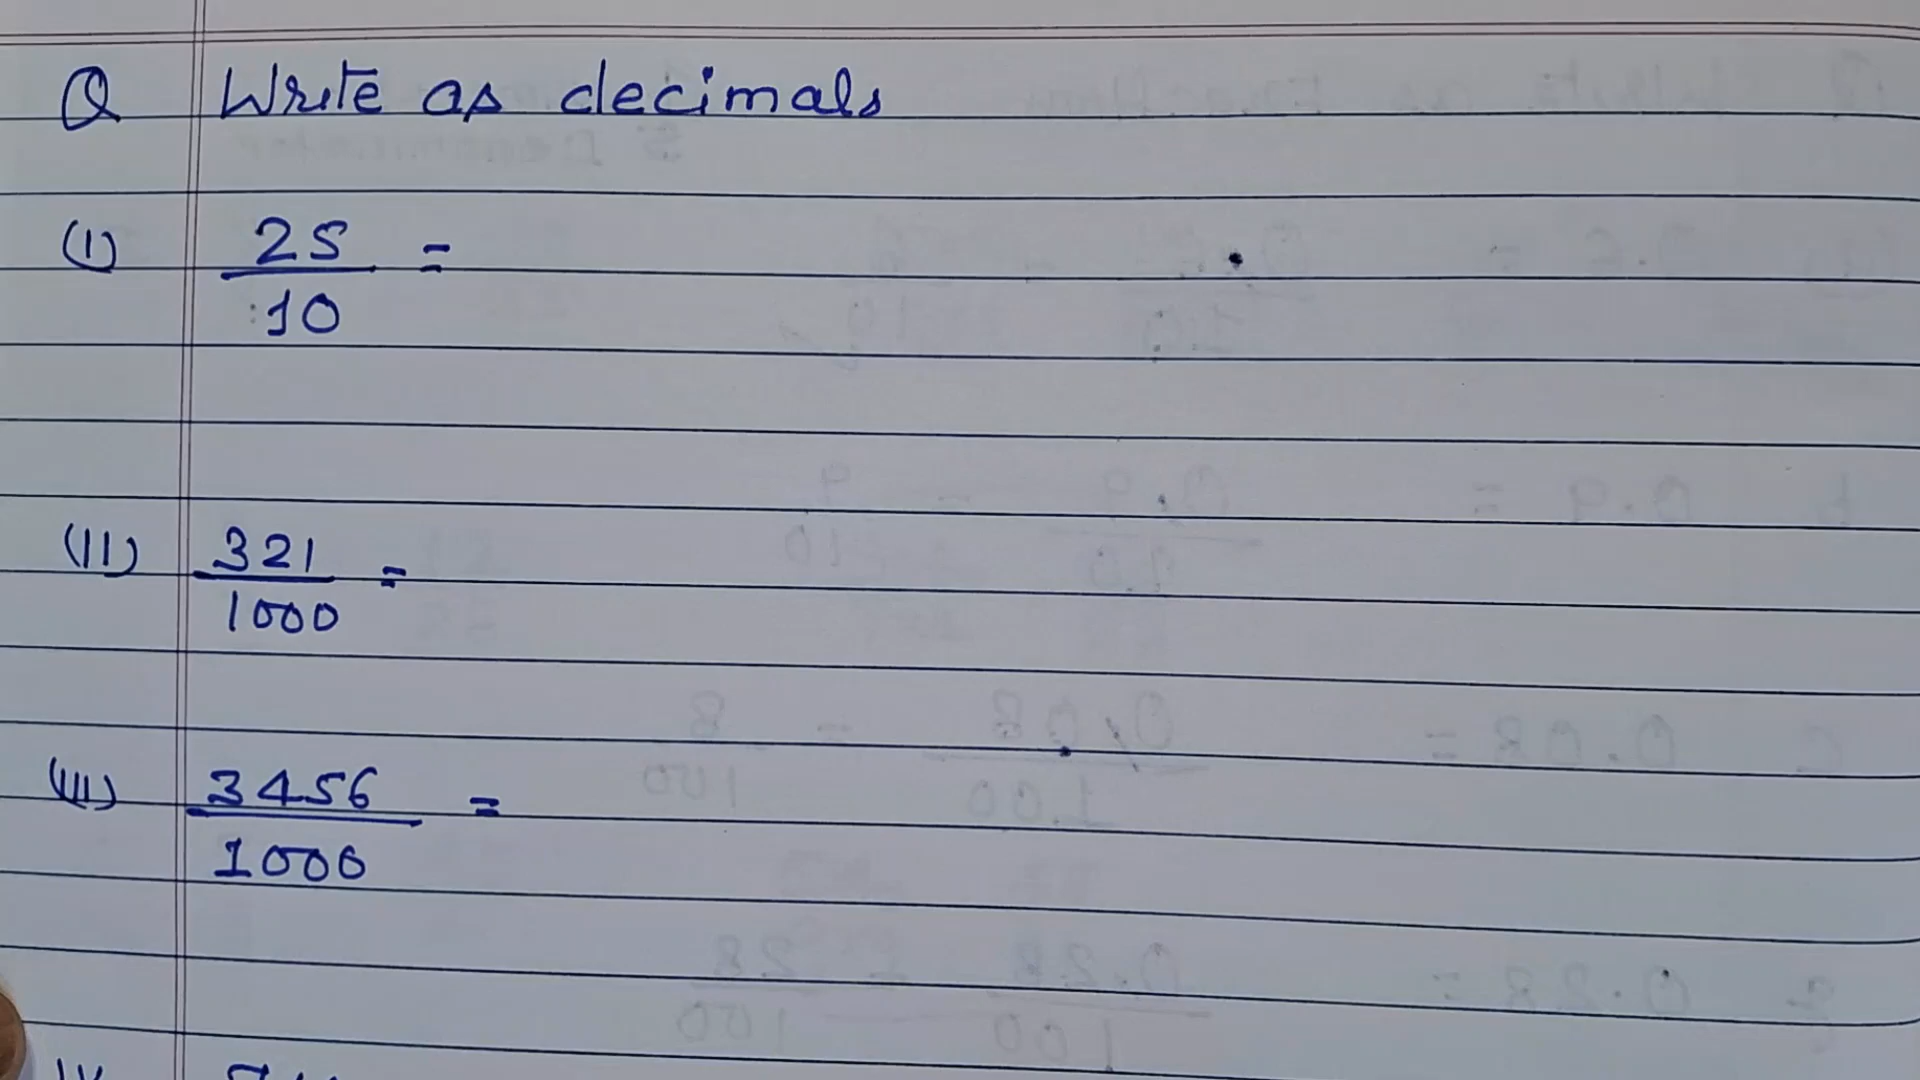 Q Write as decimals
(I) 25/10 =
(II) 321/1000 =
(III) 3456/1000 =